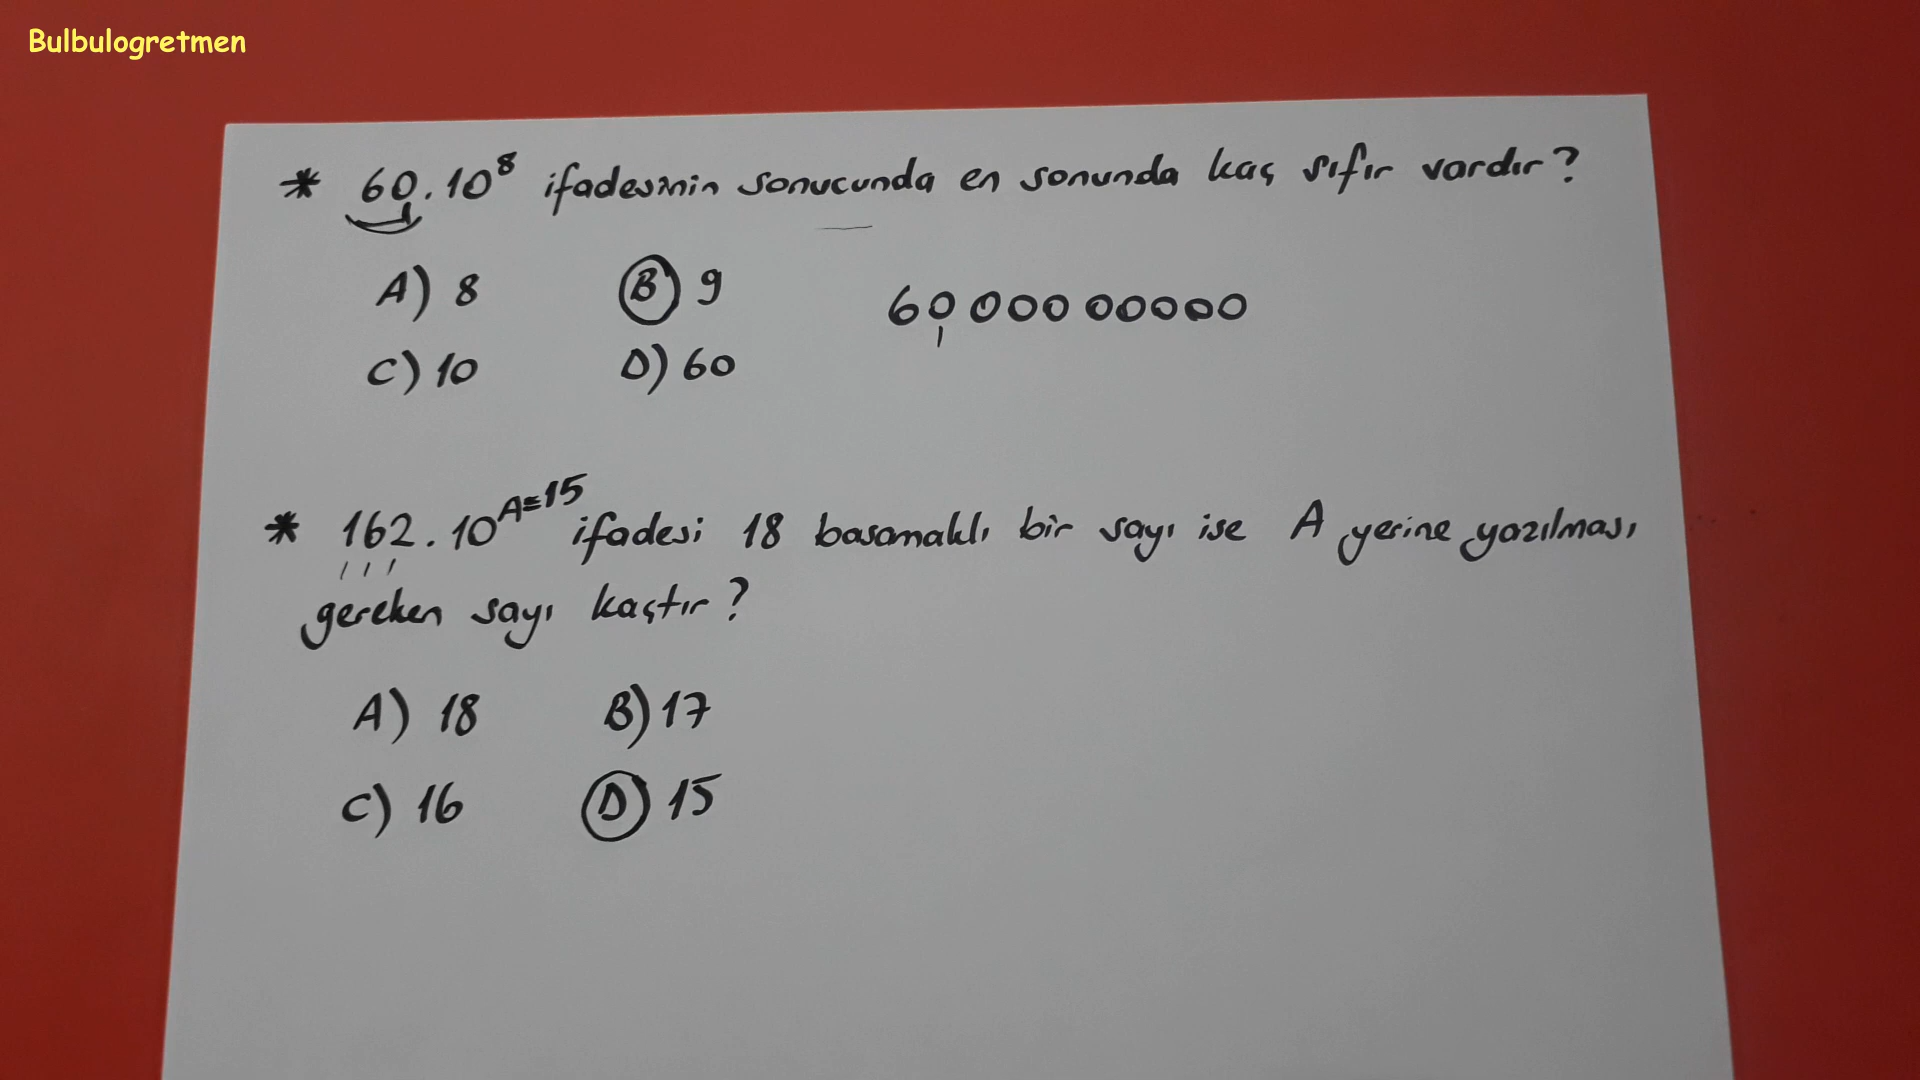 Bulbulogretmen
* 60.10⁸ ifadesinin sonucunda en sonunda kaç sıfır vardır?
A) 8 B) 9 60 000 00000
C) 10 D) 60
* 162.10ᴬ⁼¹⁵ ifadesi 18 basamaklı bir sayı ise A yerine yazılması
gereken sayı kaçtır?
A) 18 B) 17
C) 16 D) 15